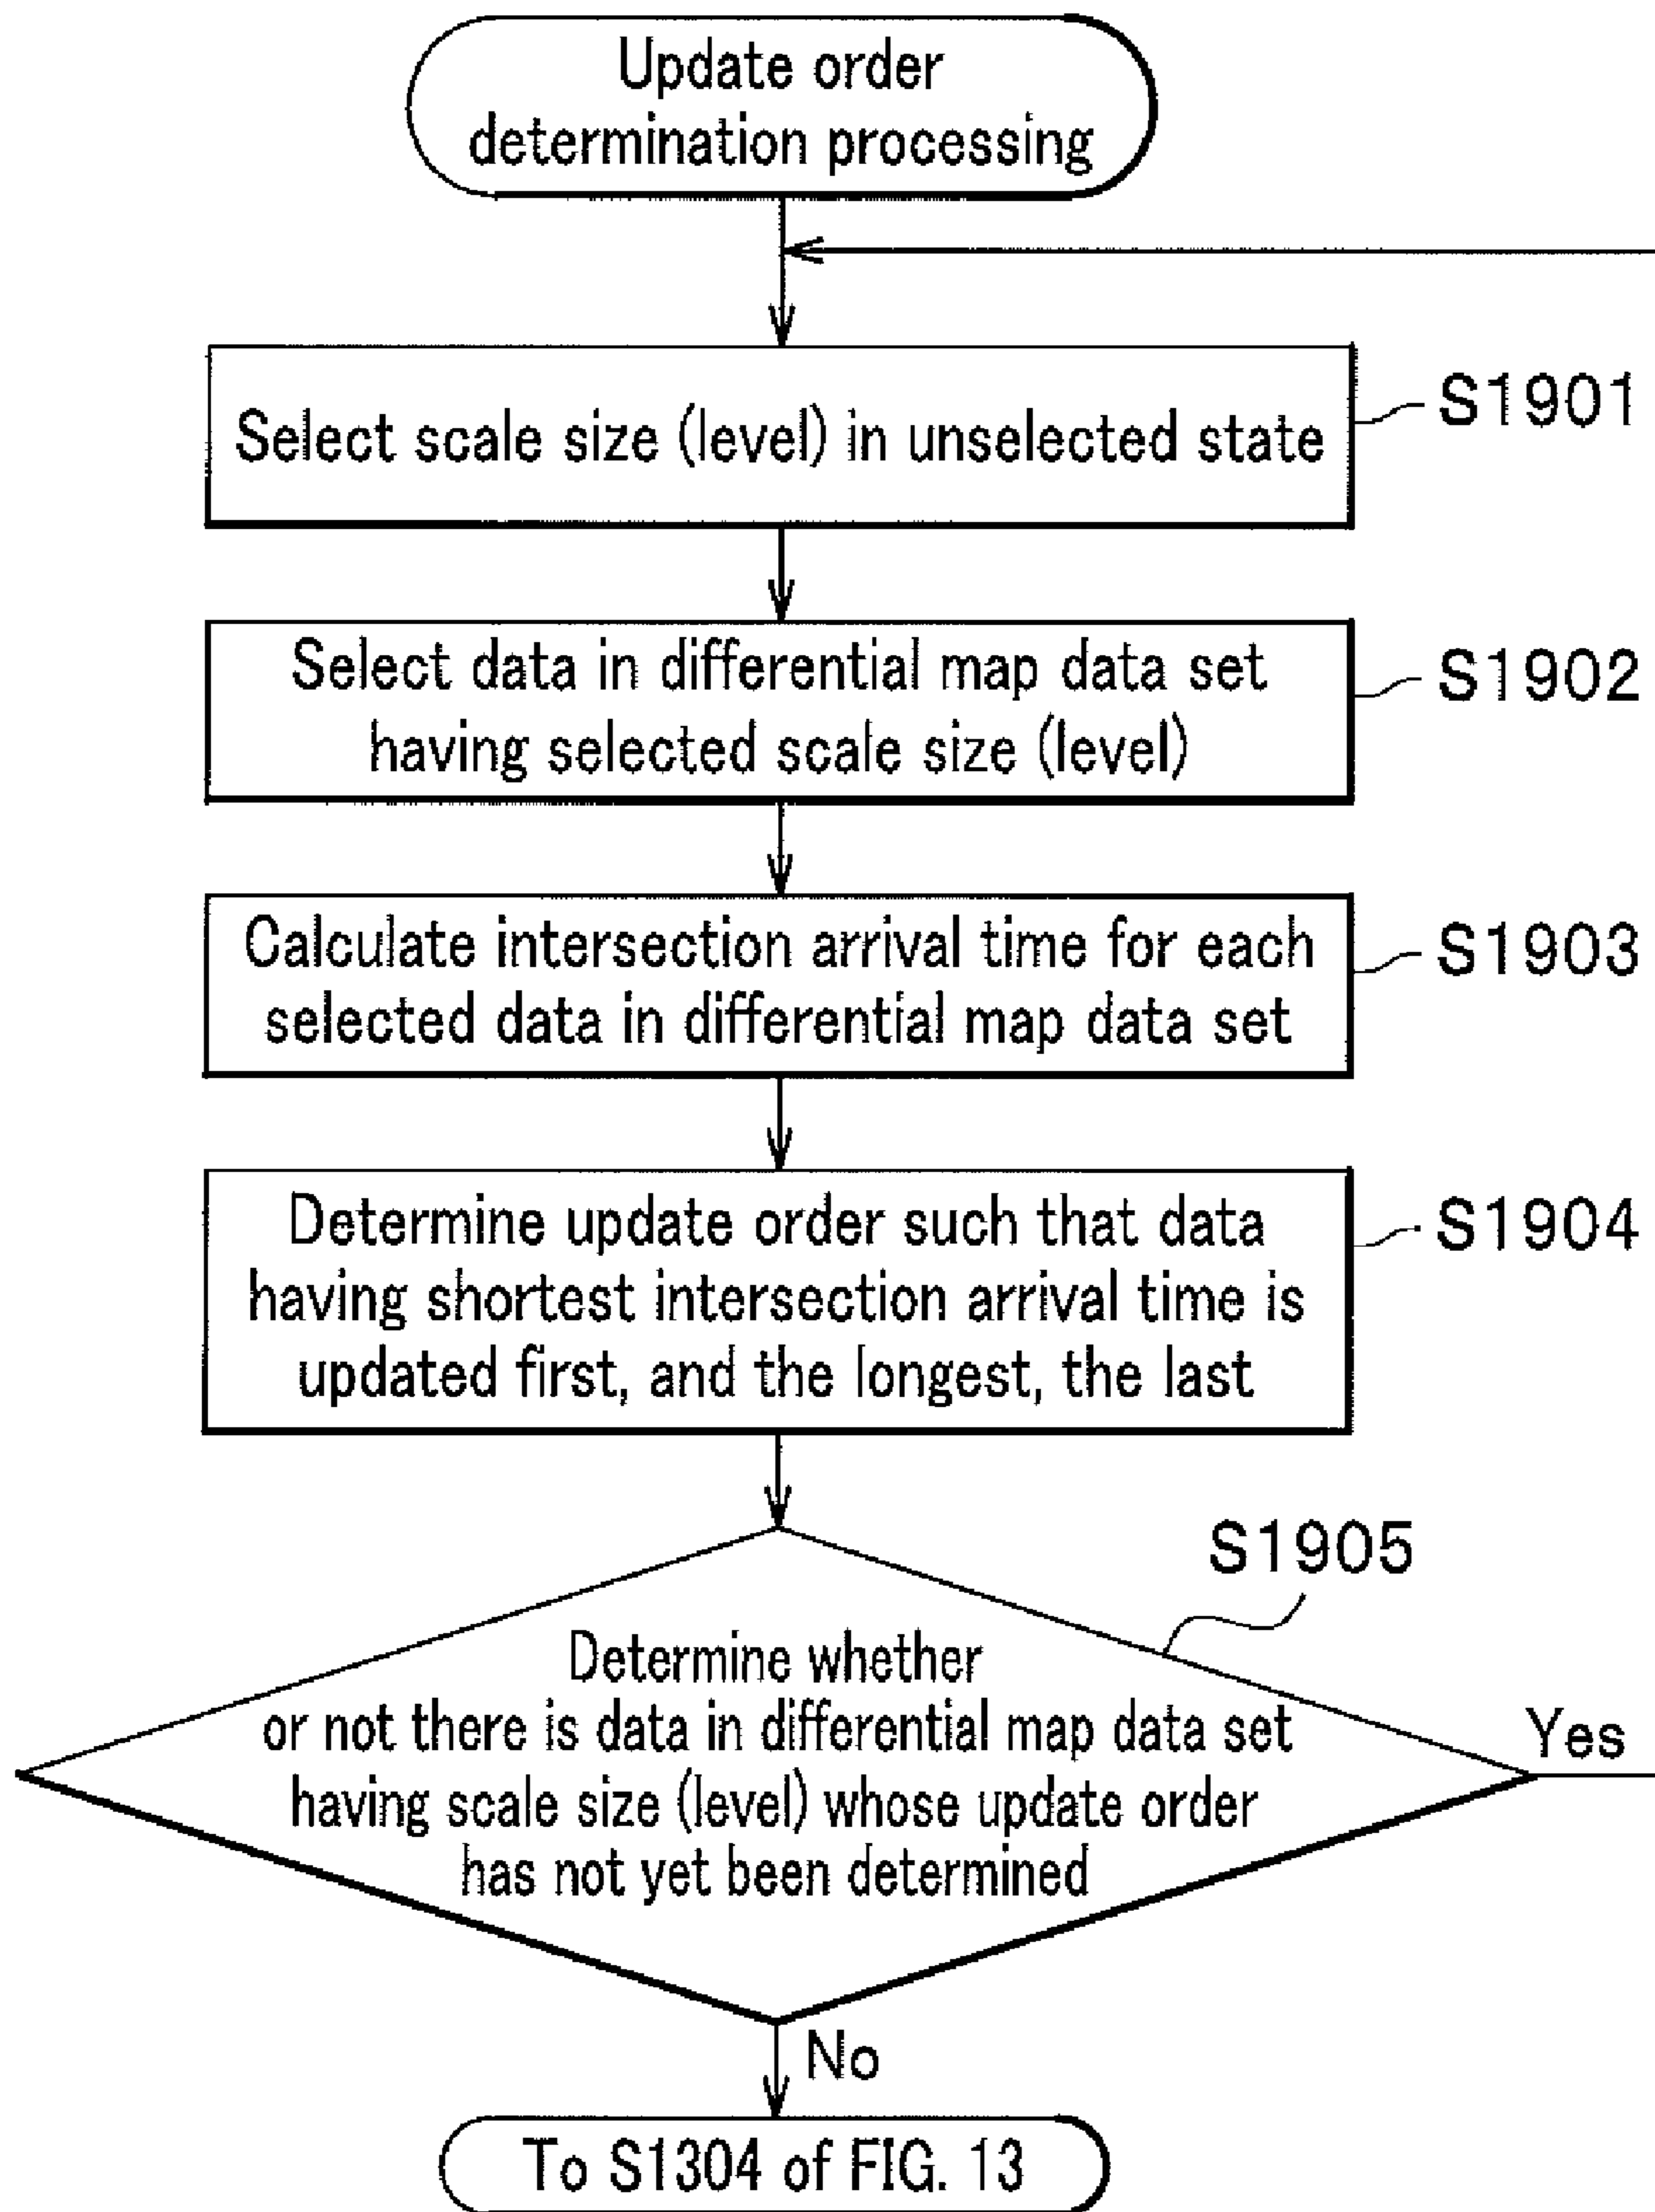 Update order
determination processing
Select scale size (level) in unselected state
S1901
Select data in differential map data set
having selected scale size (level)
S1902
Calculate intersection arrival time for each
selected data in differential map data set
S1903
Determine update order such that data
having shortest intersection arrival time is
updated first, and the longest, the last
S1904
S1905
Determine whether
or not there is data in differential map data set
having scale size (level) whose update order
has not yet been determined
Yes
No
To S1304 of FIG. 13